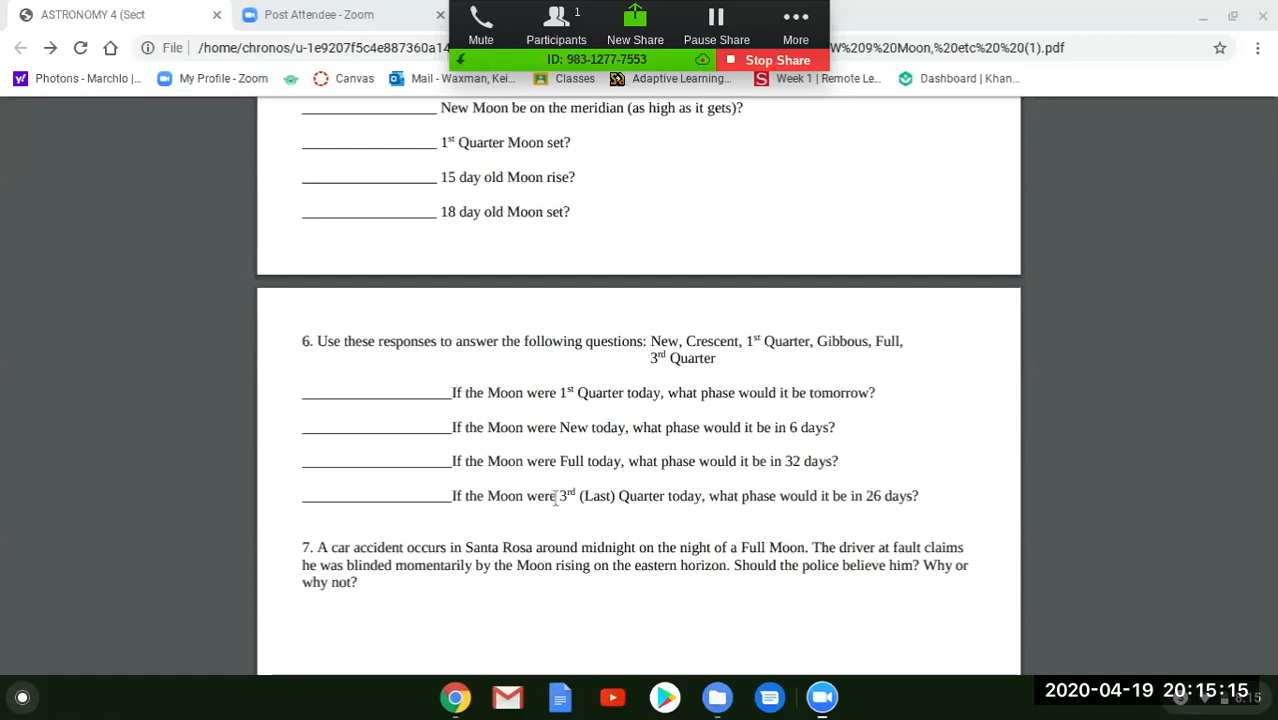 ASTRONOMY 4 (Sect
Post Attendee - Zoom
1
Mute
Participants
New Share
Pause Share
More
ID: 983-1277-7553
Stop Share
File
/home/chronos/u-1e9207f5c4e887360a14
W%209%20Moon,%20etc%20%20(1).pdf
Photons - Marchlo ...
My Profile - Zoom
Canvas
Mail - Waxman, Kei...
Classes
Adaptive Learning...
Week 1 | Remote Le...
Dashboard | Khan...
__________________ New Moon be on the meridian (as high as it gets)?
__________________ 1st Quarter Moon set?
__________________ 15 day old Moon rise?
__________________ 18 day old Moon set?
6. Use these responses to answer the following questions: New, Crescent, 1st Quarter, Gibbous, Full,
3rd Quarter
____________________If the Moon were 1st Quarter today, what phase would it be tomorrow?
____________________If the Moon were New today, what phase would it be in 6 days?
____________________If the Moon were Full today, what phase would it be in 32 days?
____________________If the Moon were 3rd (Last) Quarter today, what phase would it be in 26 days?
7. A car accident occurs in Santa Rosa around midnight on the night of a Full Moon. The driver at fault claims
he was blinded momentarily by the Moon rising on the eastern horizon. Should the police believe him? Why or
why not?
2020-04-19 20:15:15